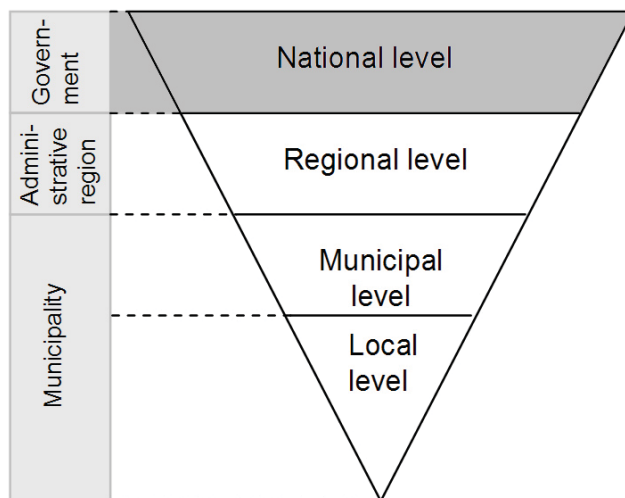 Govern-
ment
National level
Admini-
strative
region
Regional level
Municipality
Municipal
level
Local
level